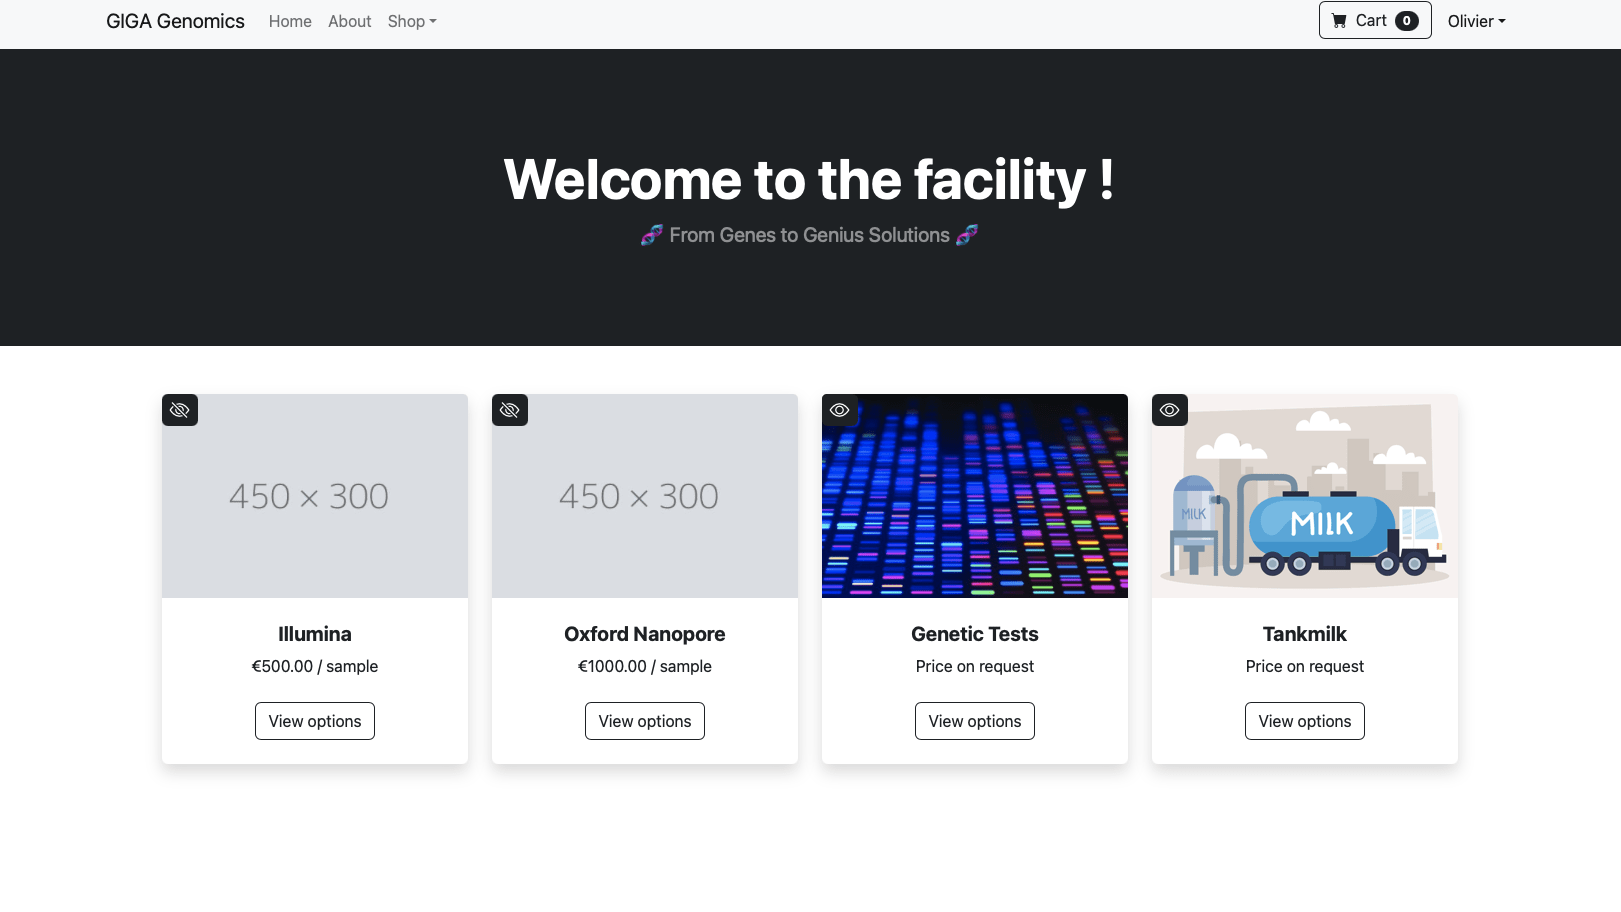 GIGA Genomics Home About Shop Cart 0 Olivier
Welcome to the facility !
🧬 From Genes to Genius Solutions 🧬
450 × 300
450 × 300
MILK
MILK
Illumina
€500.00 / sample
View options
Oxford Nanopore
€1000.00 / sample
View options
Genetic Tests
Price on request
View options
Tankmilk
Price on request
View options